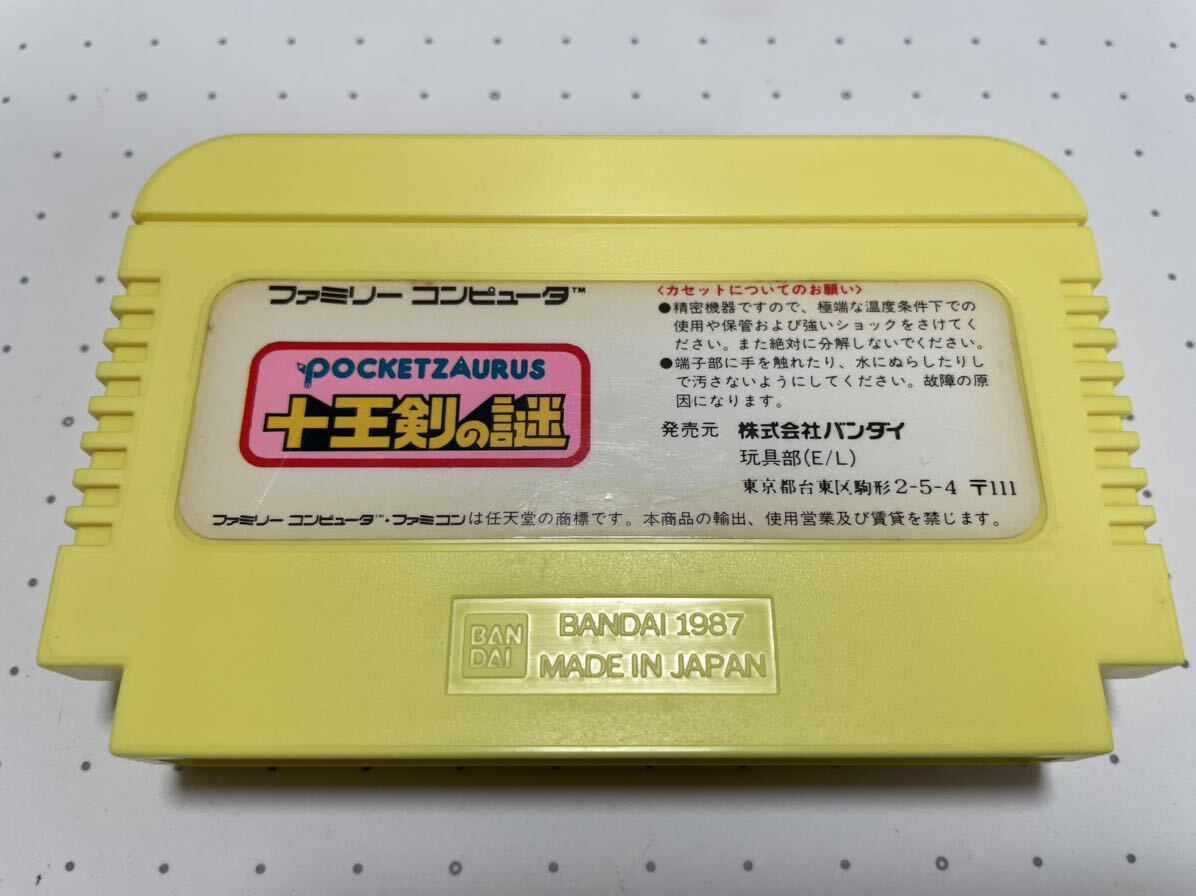 ファミリー コンピュータ™
POCKETZAURUS
十王剣の謎
<カセットについてのお願い>
●精密機器ですので、極端な温度条件下での
使用や保管および強いショックをさけてく
ださい。また絶対に分解しないでください。
●端子部に手を触れたり、水にぬらしたりし
て汚さないようにしてください。故障の原
因になります。
発売元 株式会社バンダイ
玩具部(E/L)
東京都台東区駒形2-5-4 〒111
ファミリー コンピュータ™・ファミコンは任天堂の商標です。本商品の輸出、使用営業及び賃貸を禁じます。
BAN
DAI
BANDAI 1987
MADE IN JAPAN